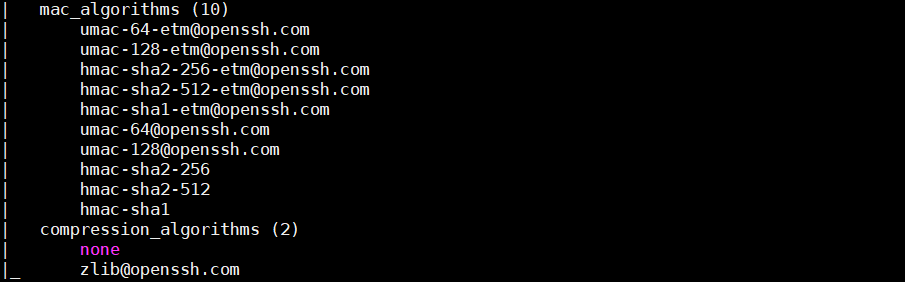 |   mac_algorithms (10)
|       umac-64-etm@openssh.com
|       umac-128-etm@openssh.com
|       hmac-sha2-256-etm@openssh.com
|       hmac-sha2-512-etm@openssh.com
|       hmac-sha1-etm@openssh.com
|       umac-64@openssh.com
|       umac-128@openssh.com
|       hmac-sha2-256
|       hmac-sha2-512
|       hmac-sha1
|   compression_algorithms (2)
|       none
|_      zlib@openssh.com